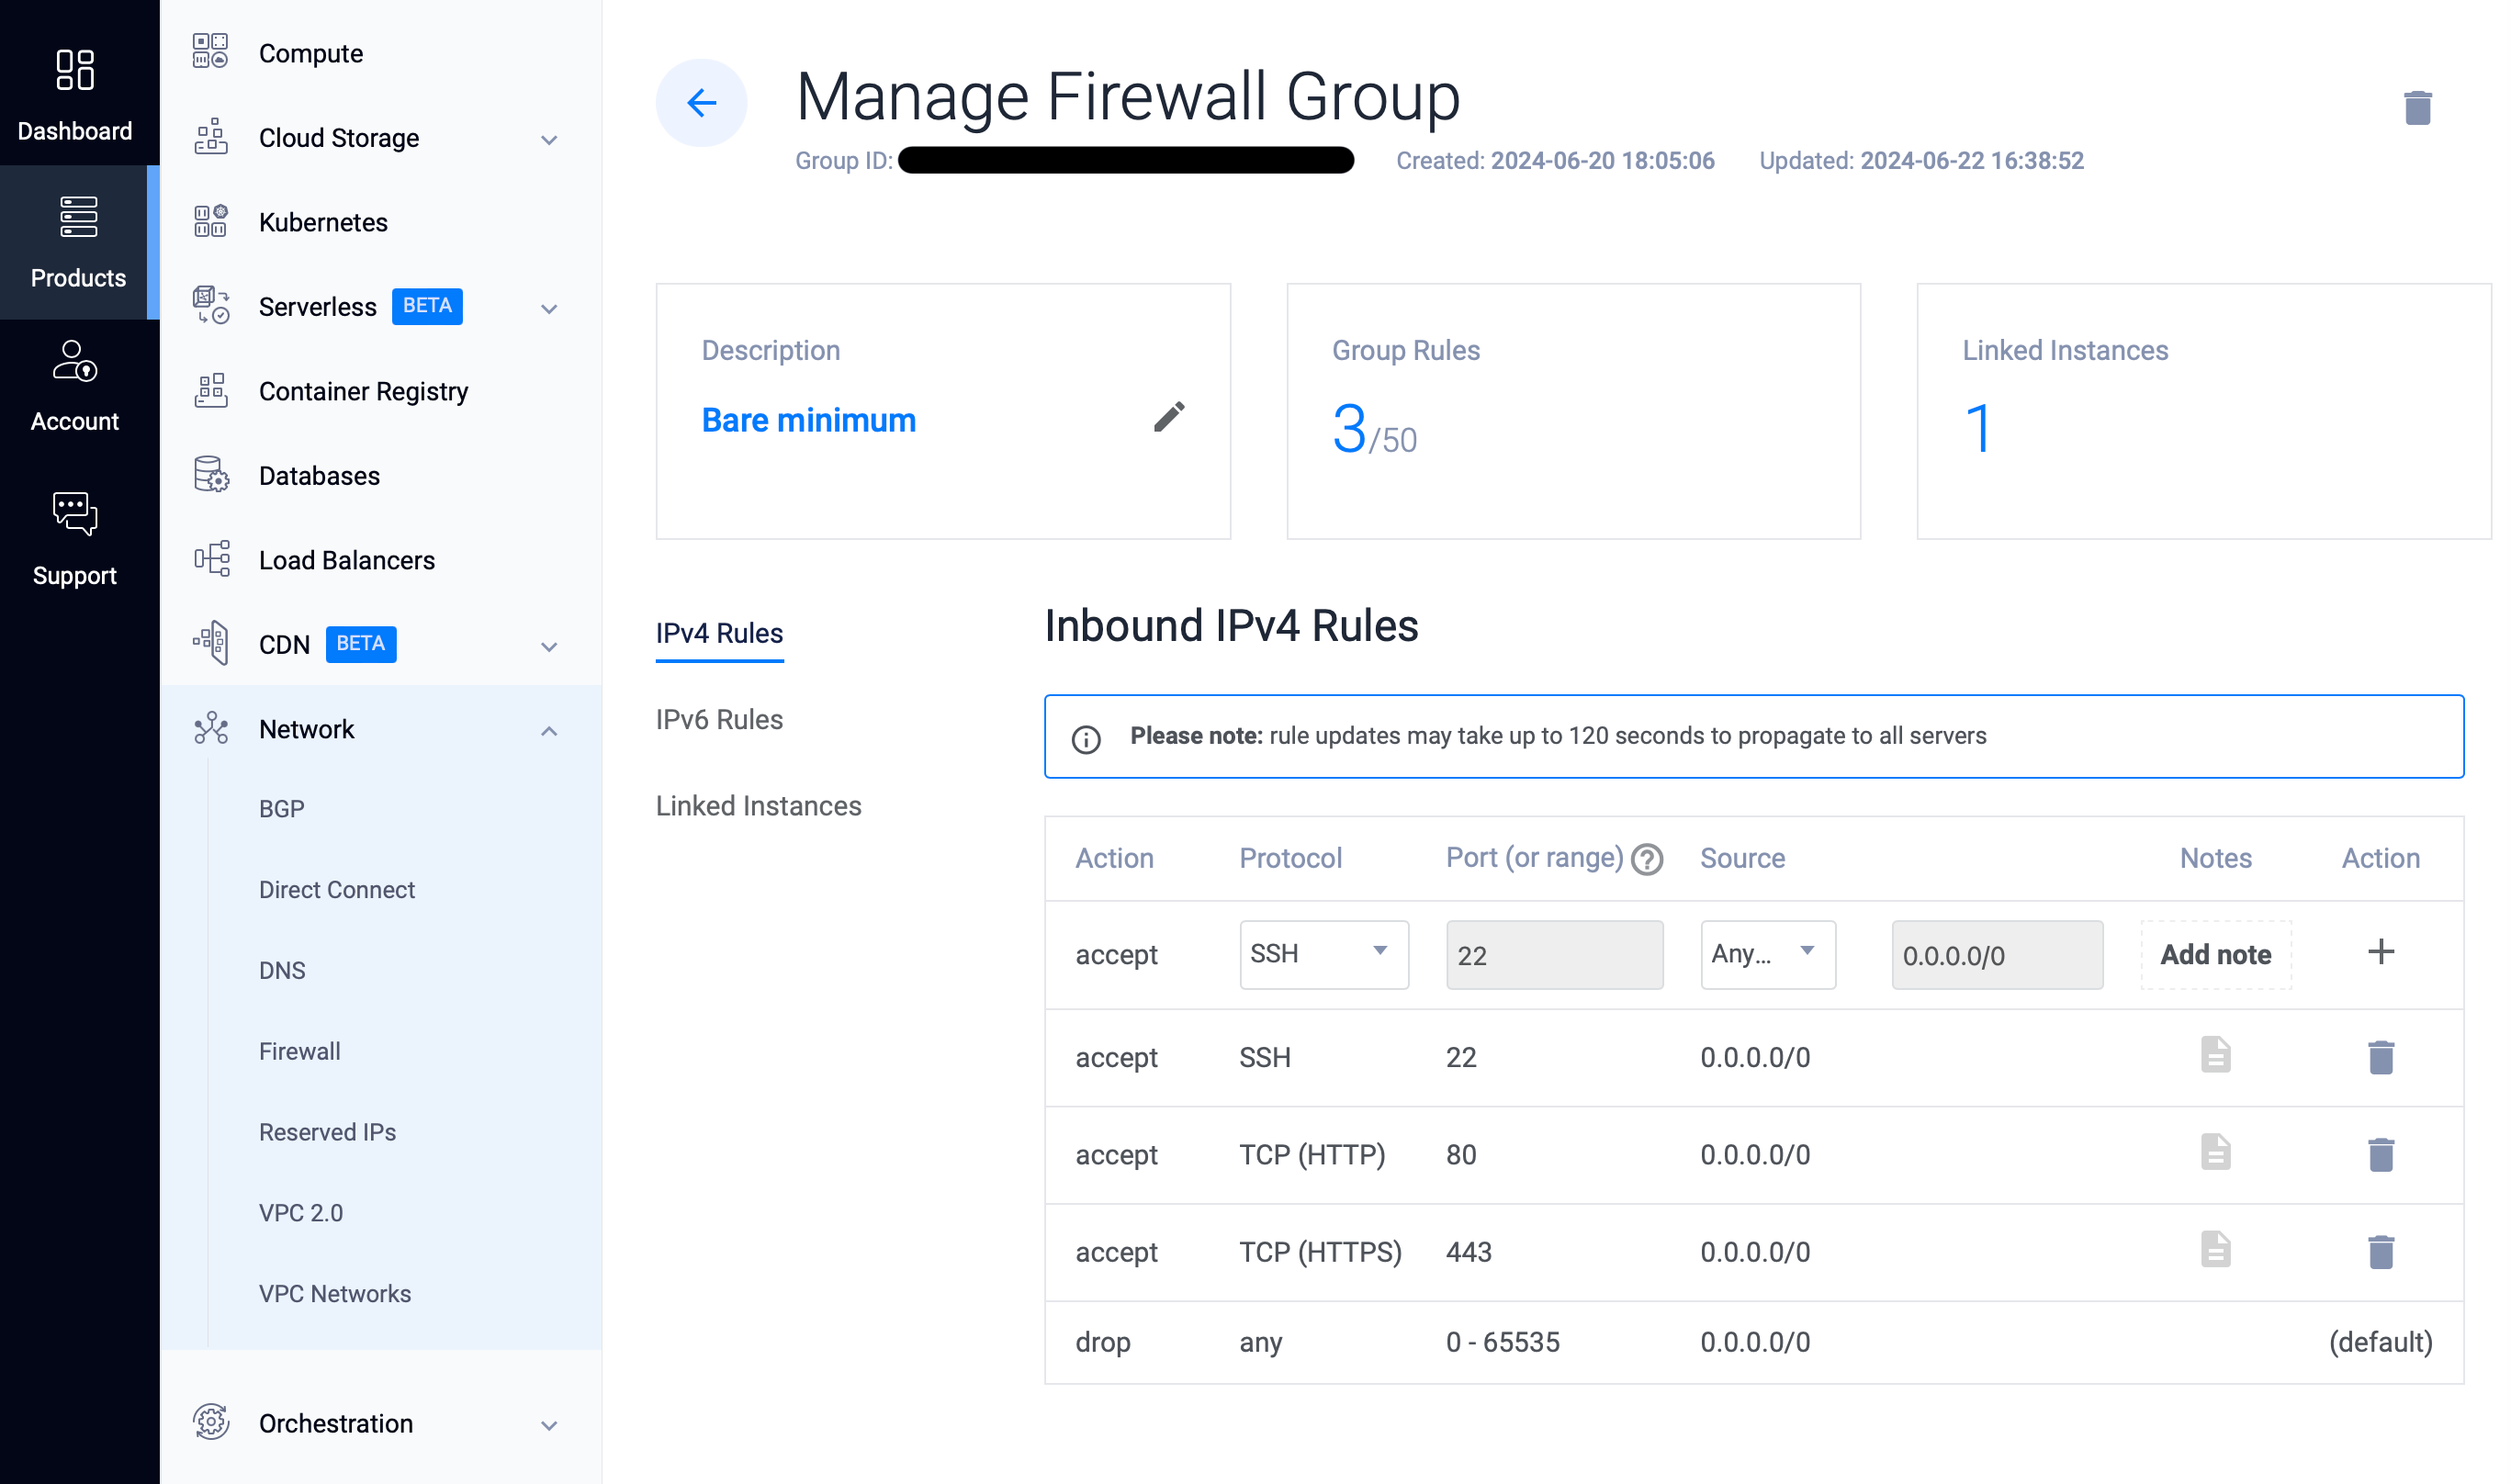 Dashboard
Products
Account
Support
Compute
Cloud Storage
Kubernetes
Serverless BETA
Container Registry
Databases
Load Balancers
CDN BETA
Network
BGP
Direct Connect
DNS
Firewall
Reserved IPs
VPC 2.0
VPC Networks
Orchestration
Manage Firewall Group
Group ID: Created: 2024-06-20 18:05:06 Updated: 2024-06-22 16:38:52
Description
Bare minimum
Group Rules
3/50
Linked Instances
1
IPv4 Rules
IPv6 Rules
Linked Instances
Inbound IPv4 Rules
Please note: rule updates may take up to 120 seconds to propagate to all servers
Action Protocol Port (or range) Source Notes Action
accept SSH 22 Any... 0.0.0.0/0 Add note
accept SSH 22 0.0.0.0/0
accept TCP (HTTP) 80 0.0.0.0/0
accept TCP (HTTPS) 443 0.0.0.0/0
drop any 0 - 65535 0.0.0.0/0 (default)